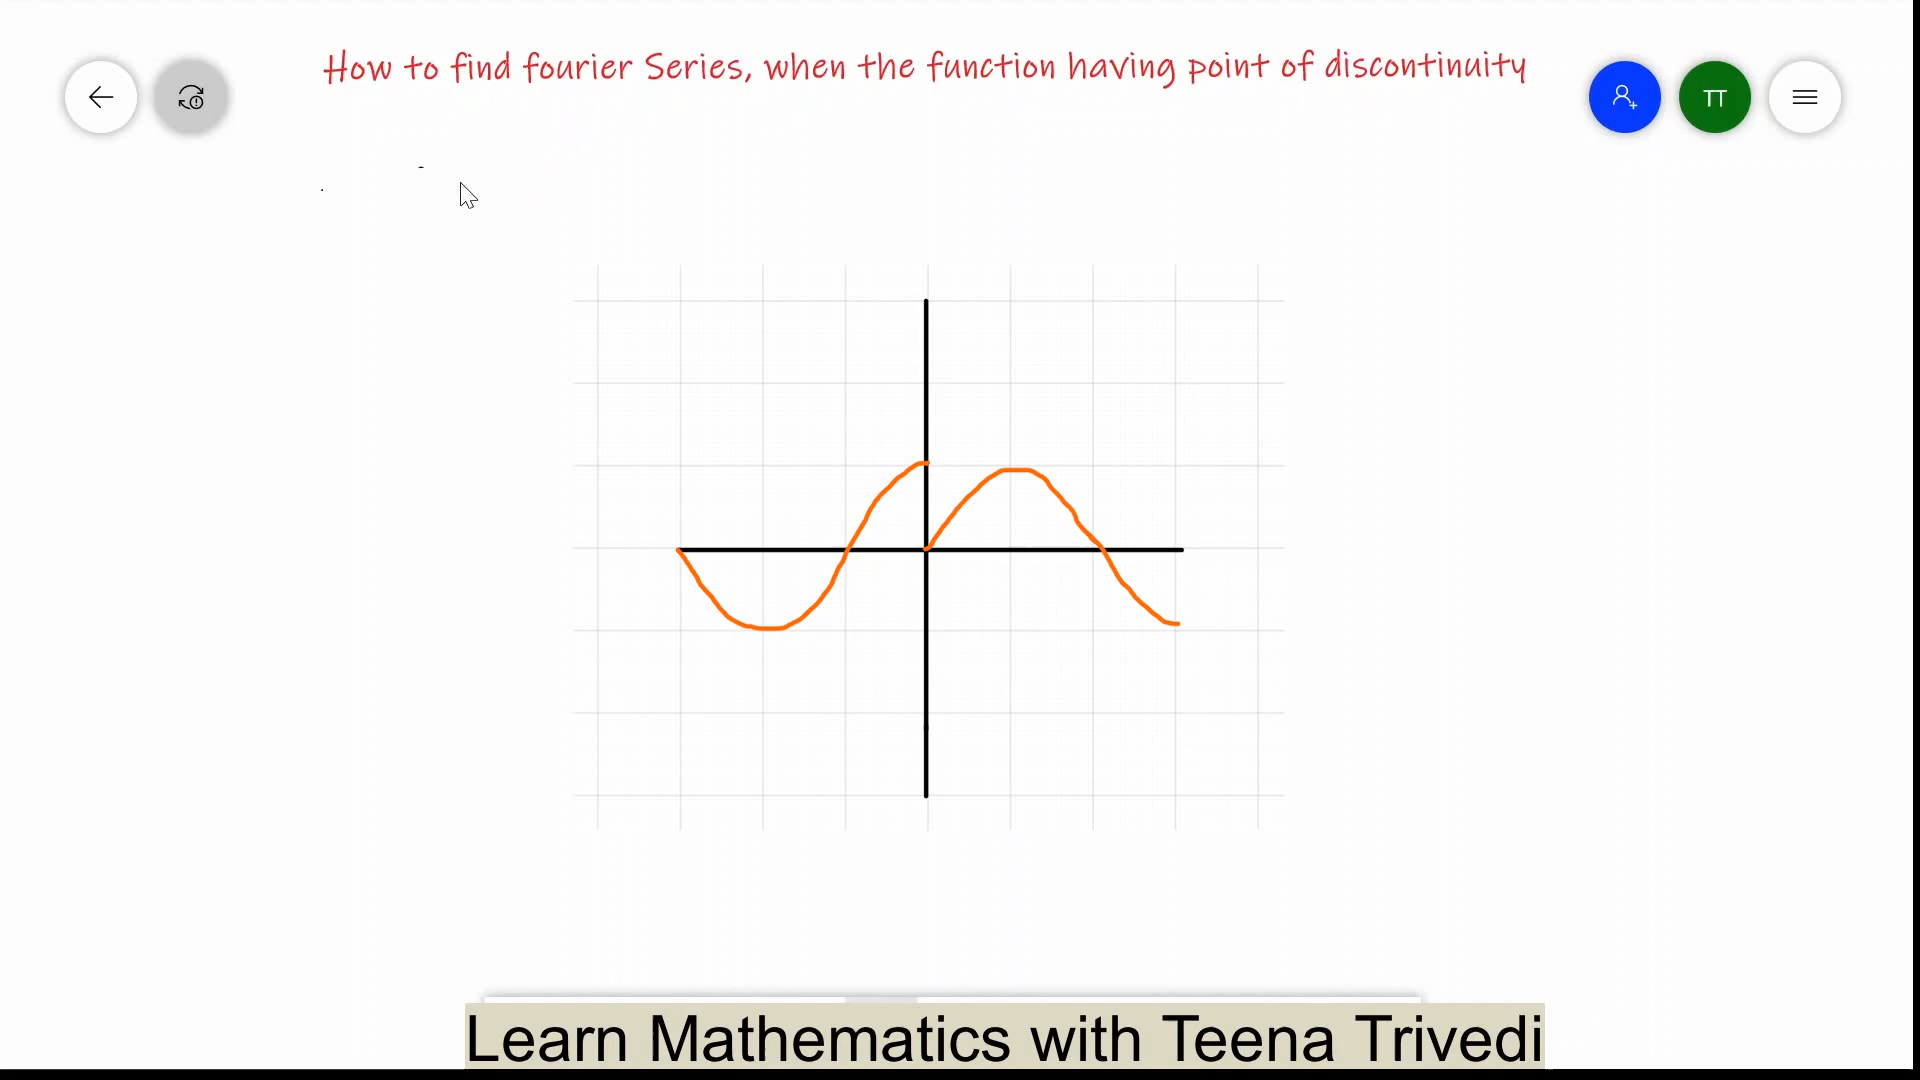 How to find fourier Series, when the function having point of discontinuity
TT
Learn Mathematics with Teena Trivedi